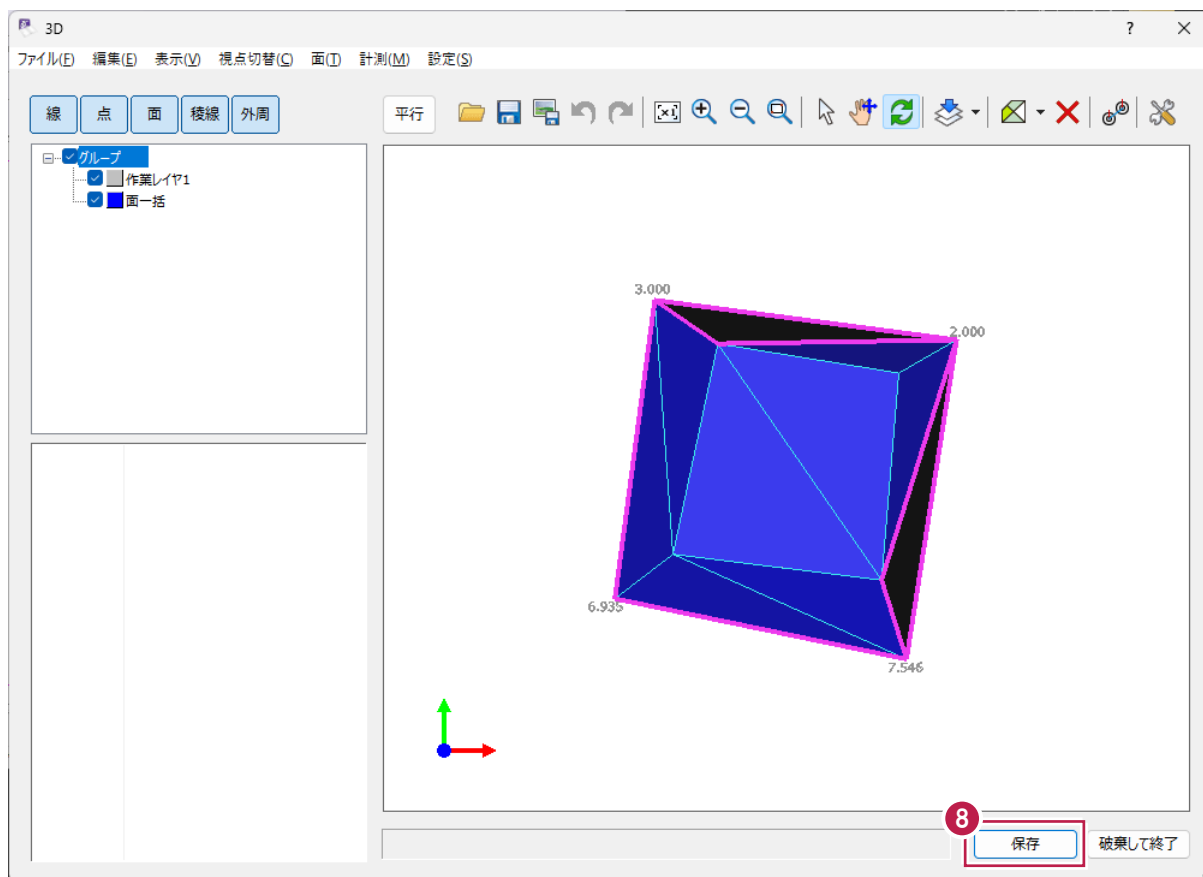 3D
? ×
ファイル(F) 編集(E) 表示(V) 視点切替(C) 面(T) 計測(M) 設定(S)
線 点 面 稜線 外周 平行
グループ
作業レイヤ1
面一括
3.000
2.000
6.935
7.546
8
保存 破棄して終了